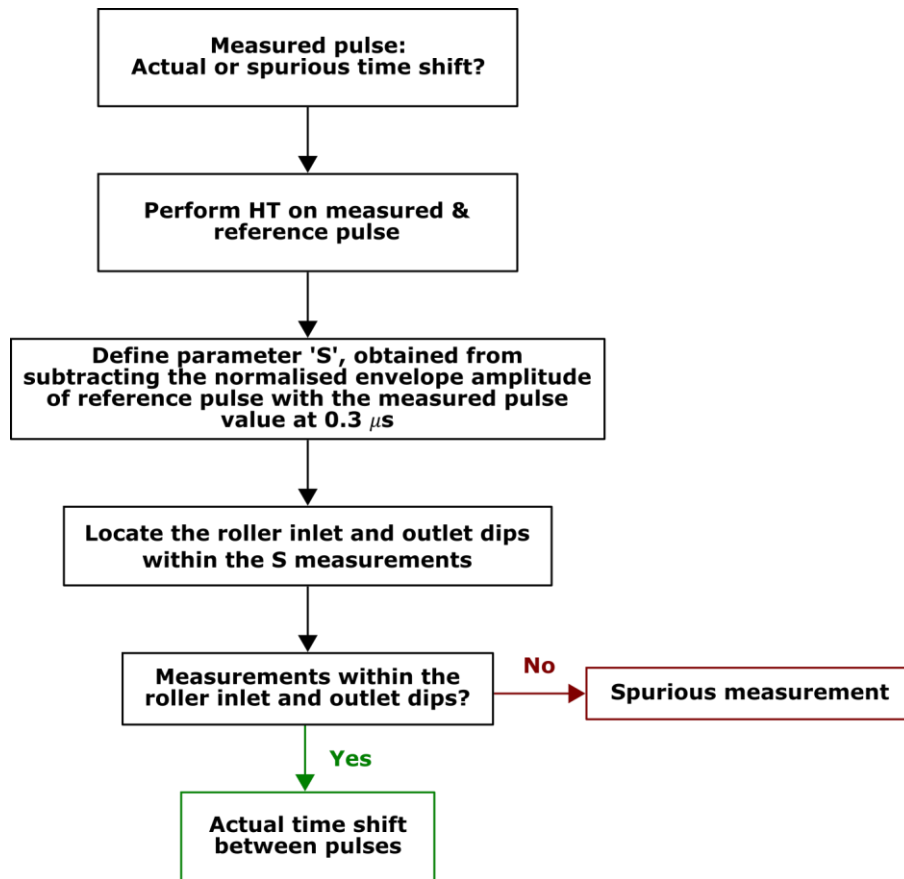 Measured pulse:
Actual or spurious time shift?
Perform HT on measured &
reference pulse
Define parameter 'S', obtained from
subtracting the normalised envelope amplitude
of reference pulse with the measured pulse
value at 0.3 μs
Locate the roller inlet and outlet dips
within the S measurements
Measurements within the
roller inlet and outlet dips?
No
Spurious measurement
Yes
Actual time shift
between pulses